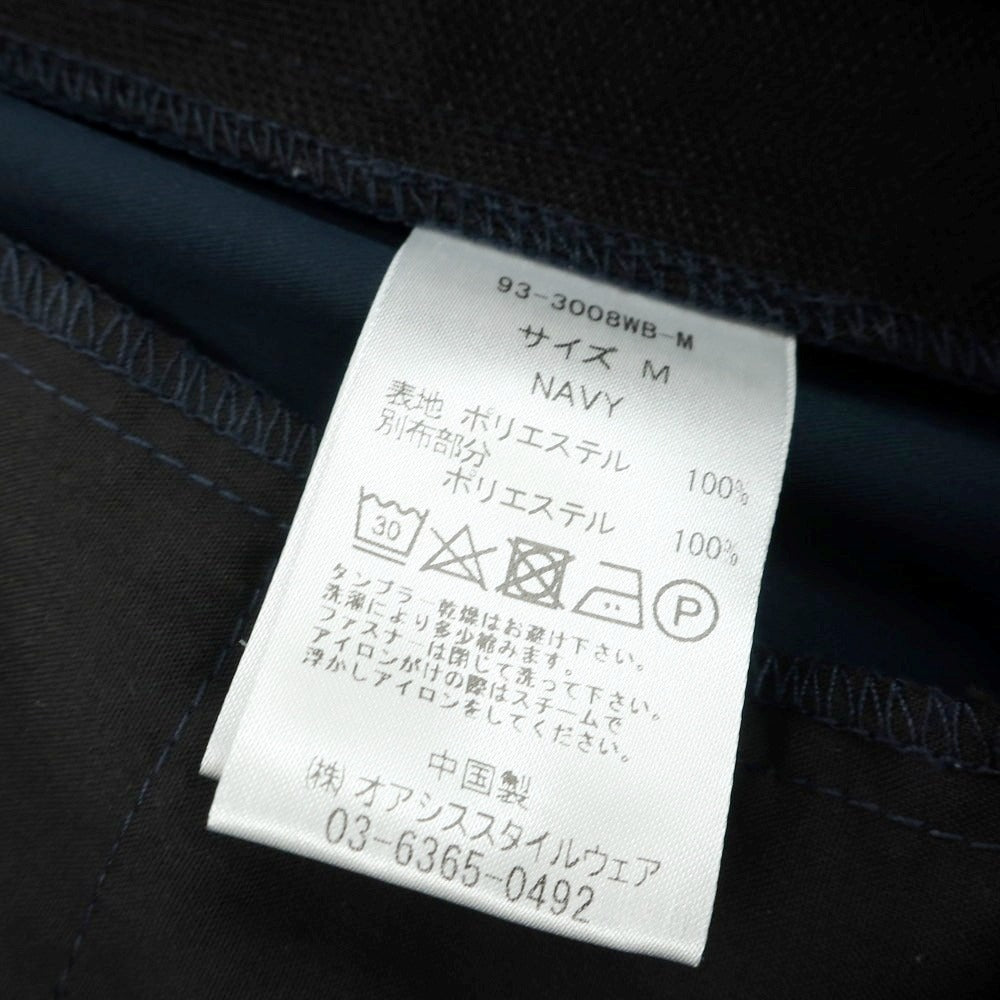 93-3008WB-M
サイズ M
NAVY
表地 ポリエステル 100%
別布部分
ポリエステル 100%
30
P
タンブラー乾燥はお避け下さい。
洗濯により多少縮みます。
ファスナーは閉じて洗って下さい。
アイロンがけの際はスチームで
浮かしアイロンをしてください。
中国製
(株)オアシススタイルウェア
03-6365-0492